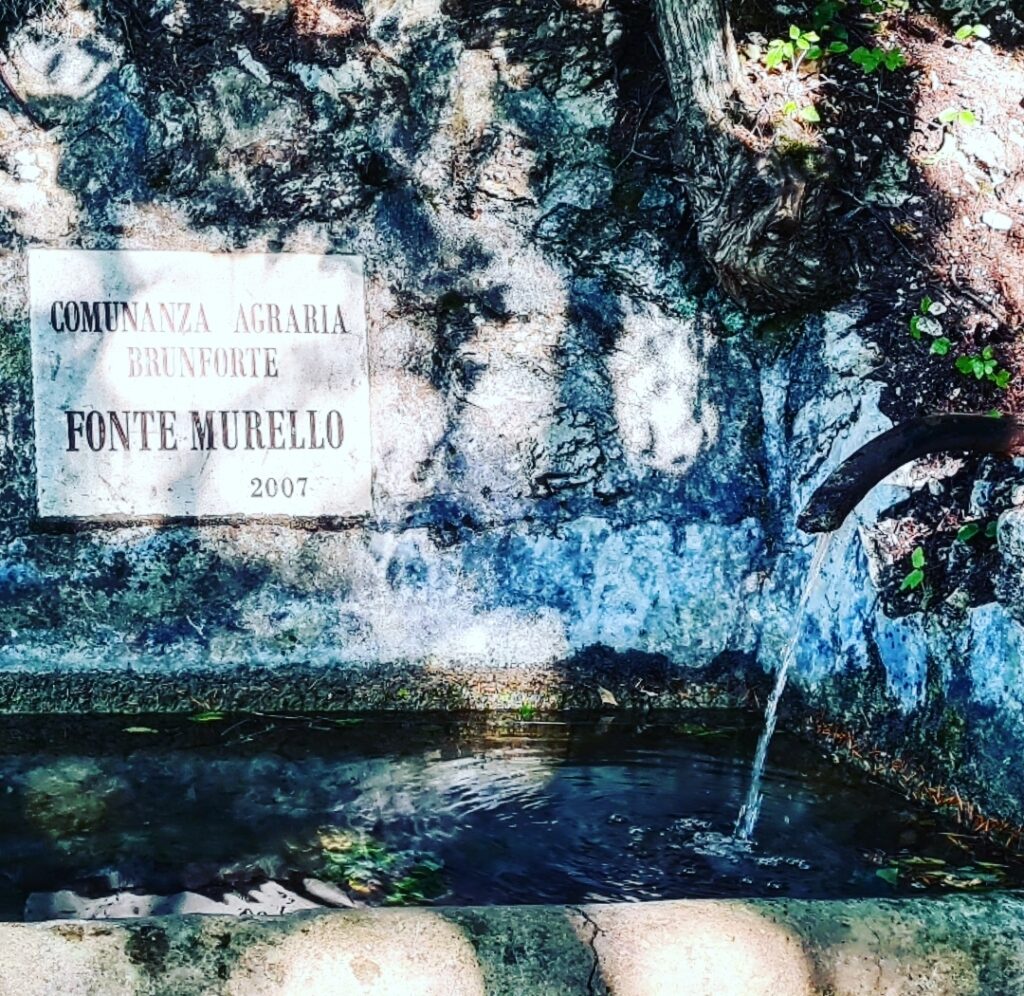 COMUNANZA AGRARIA
BRUNFORTE
FONTE MURELLO
2007